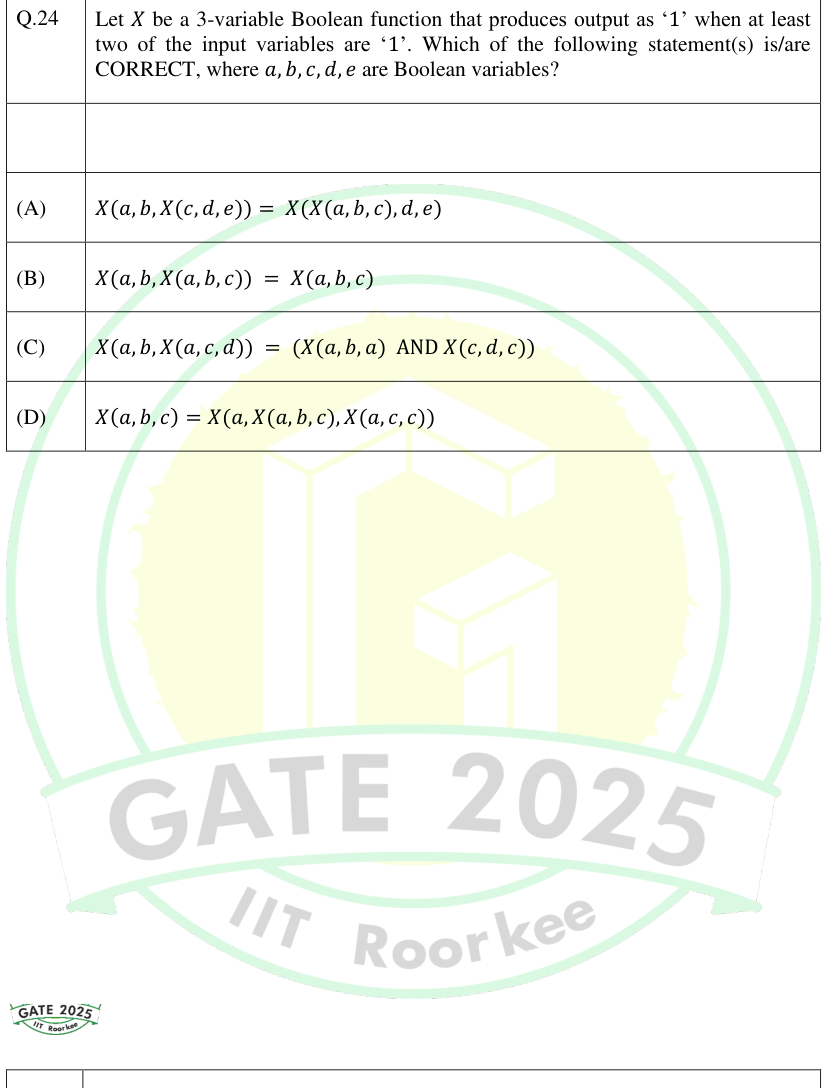 Q.24 Let X be a 3-variable Boolean function that produces output as ‘1’ when at least
two of the input variables are ‘1’. Which of the following statement(s) is/are
CORRECT, where a, b, c, d, e are Boolean variables?
(A) X(a, b, X(c, d, e)) = X(X(a, b, c), d, e)
(B) X(a, b, X(a, b, c)) = X(a, b, c)
(C) X(a, b, X(a, c, d)) = (X(a, b, a) AND X(c, d, c))
(D) X(a, b, c) = X(a, X(a, b, c), X(a, c, c))
GATE 2025
IIT Roorkee
GATE 2025
IIT Roorkee